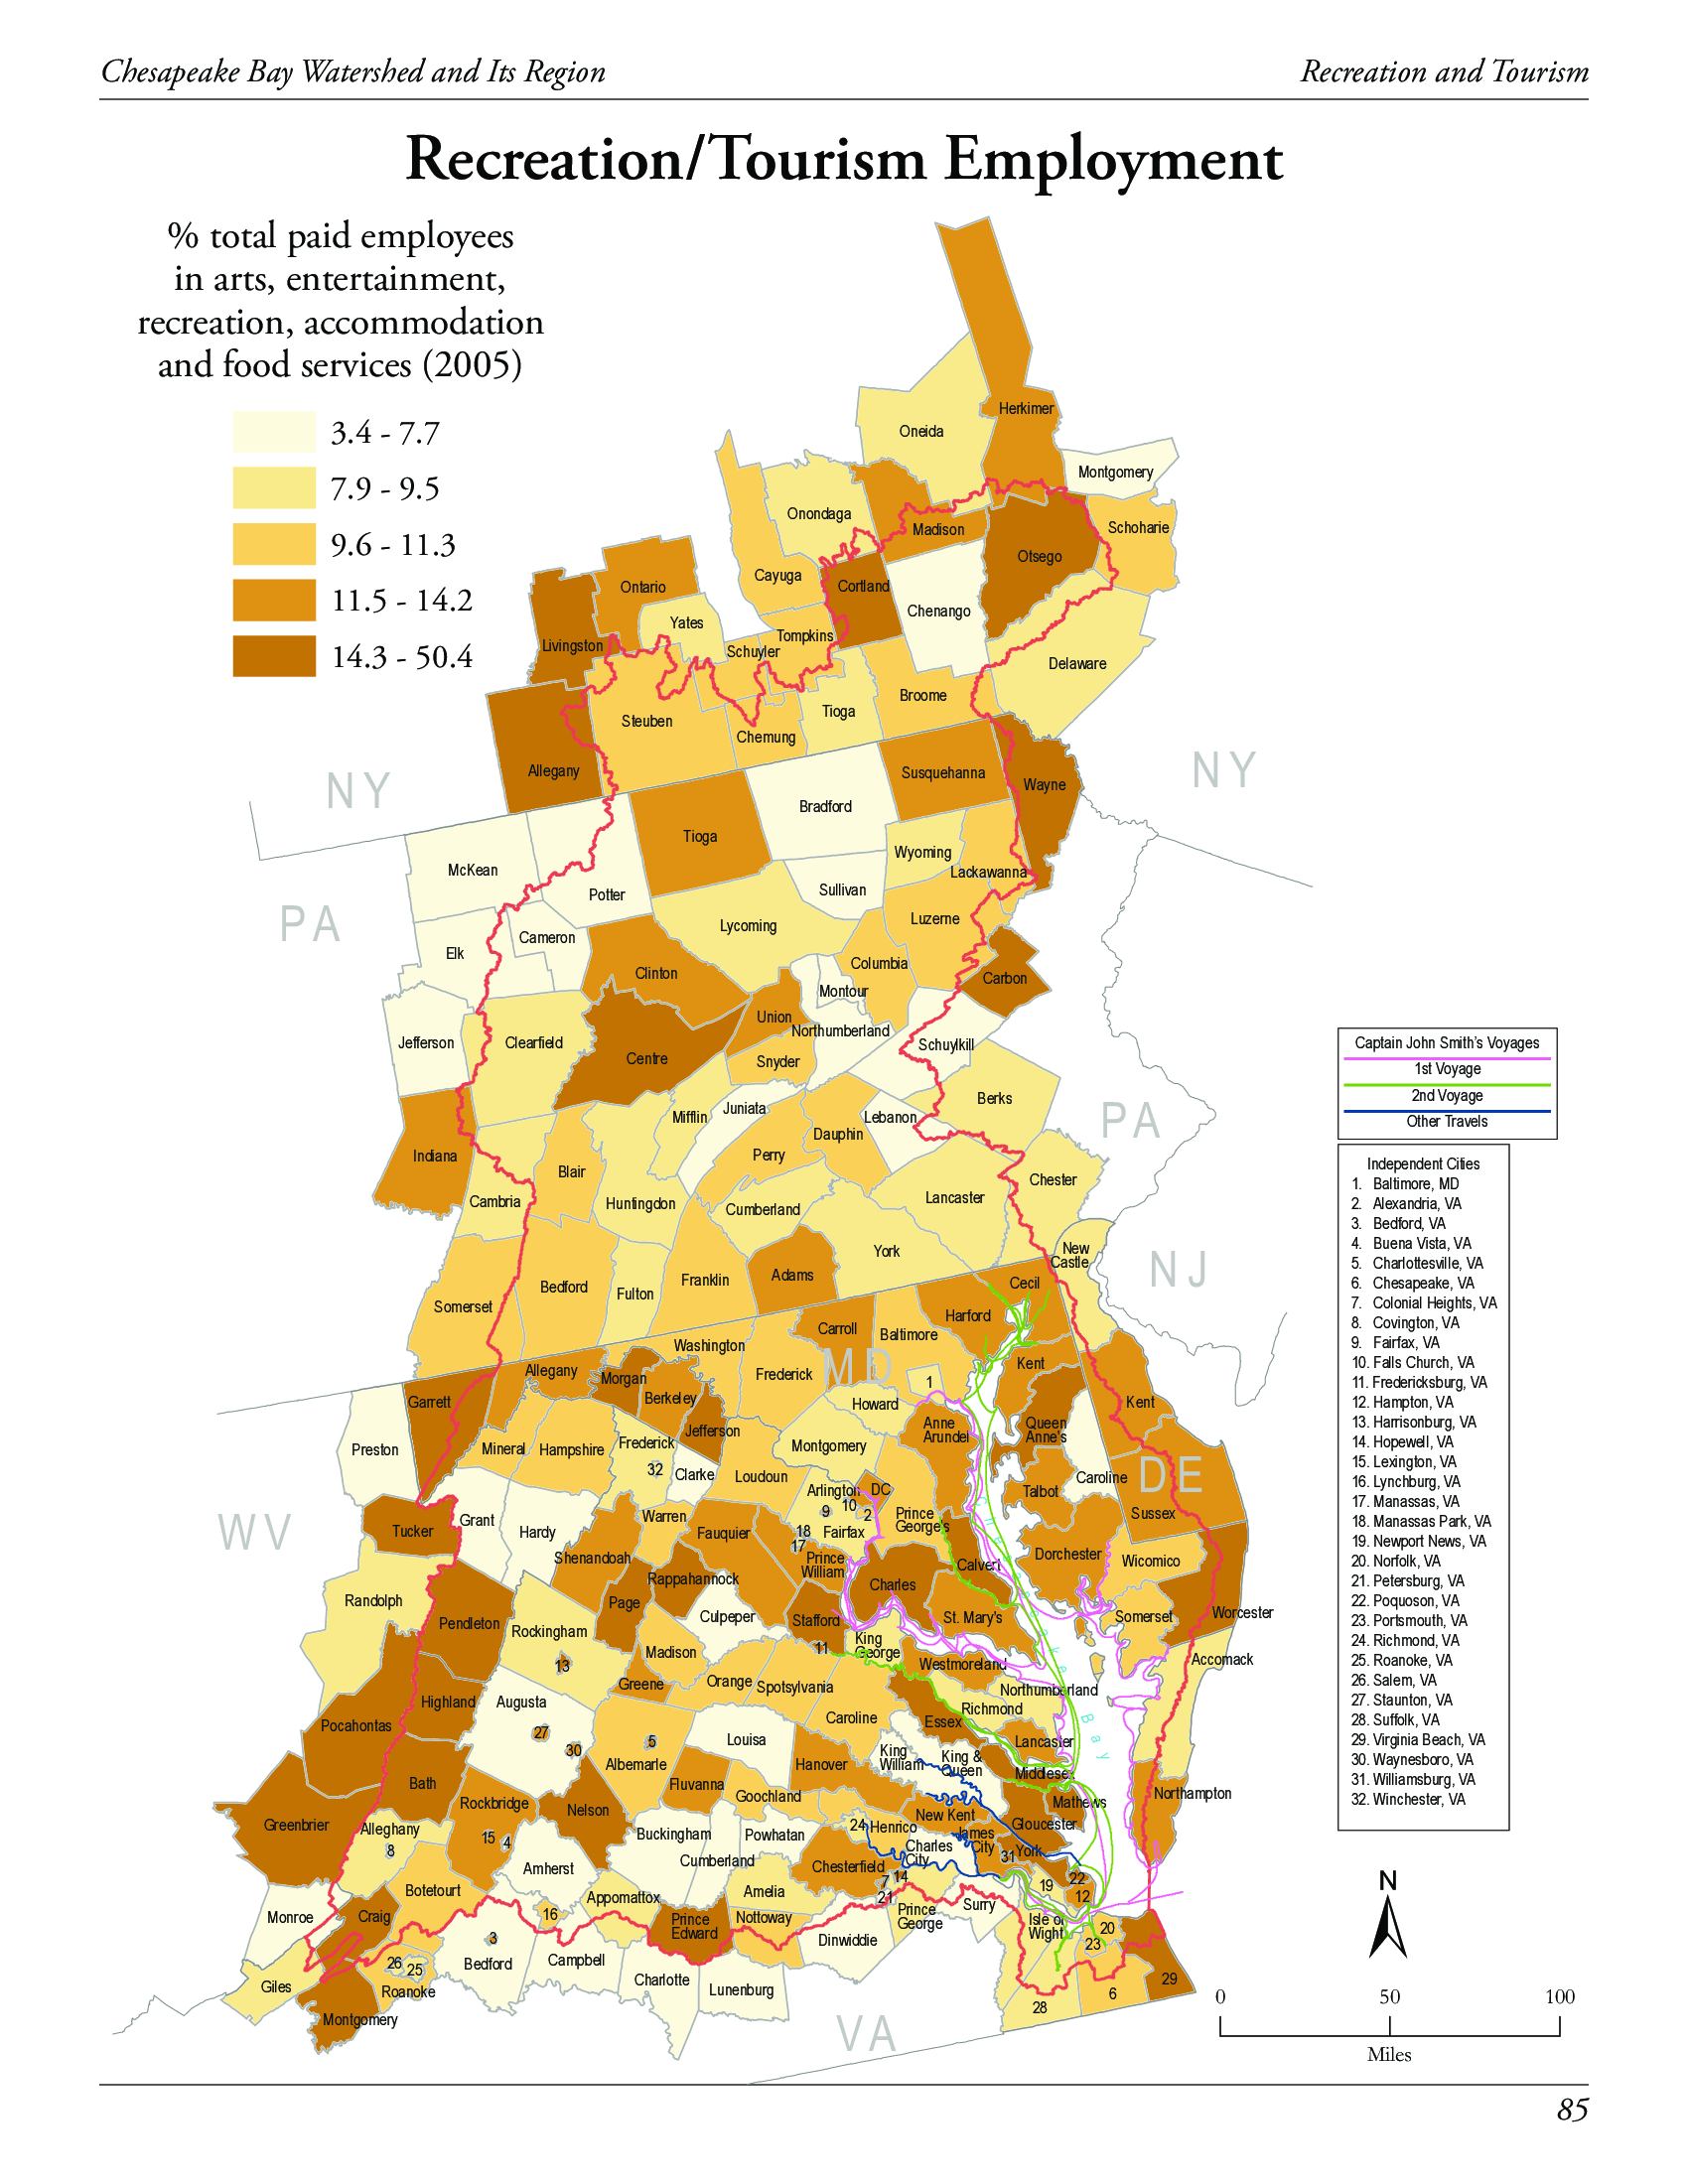 Chesapeake Bay Watershed and Its Region
Recreation and Tourism
Recreation/Tourism Employment
% total paid employees
in arts, entertainment,
recreation, accommodation
and food services (2005)
3.4 - 7.7
7.9 - 9.5
9.6 - 11.3
11.5 - 14.2
14.3 - 50.4
Herkimer
Oneida
Montgomery
Onondaga
Madison
Schoharie
Otsego
Cayuga
Cortland
Ontario
Chenango
Yates
Tompkins
Livingston
Schuyler
Delaware
Broome
Tioga
Steuben
Chemung
Allegany
NY
NY
Susquehanna
Wayne
Bradford
Tioga
Wyoming
McKean
Lackawanna
Sullivan
Potter
PA
Luzerne
Lycoming
Cameron
Elk
Columbia
Clinton
Carbon
Montour
Union
Northumberland
Jefferson
Clearfield
Schuylkill
Centre
Snyder
Berks
Juniata
Mifflin
Lebanon
PA
Dauphin
Indiana
Perry
Blair
Chester
Lancaster
Cambria
Huntingdon
Cumberland
York
New
Castle
NJ
Adams
Franklin
Cecil
Bedford
Fulton
Somerset
Harford
Carroll
Baltimore
Washington
Kent
MD
Allegany
Frederick
Morgan
1
Berkeley
Garrett
Kent
Howard
Anne
Arundel
Queen
Anne's
Jefferson
Preston
Mineral
Hampshire
Frederick
Montgomery
32
Clarke
Loudoun
Caroline
DE
Arlington
DC
Talbot
10
9
2
Prince
George's
Sussex
WV
Grant
Warren
Tucker
Hardy
Fauquier
18
Fairfax
17
Shenandoah
Prince
William
Dorchester
Wicomico
Calvert
Rappahannock
Charles
Randolph
Page
Culpeper
Stafford
St. Mary's
Somerset
Worcester
Pendleton
Rockingham
King
George
11
Madison
Accomack
13
Westmoreland
Greene
Orange
Spotsylvania
Northumberland
Highland
Augusta
Richmond
Caroline
Essex
Pocahontas
27
5
Louisa
Lancaster
30
King
William
King &
Queen
Albemarle
Hanover
Middlesex
Bath
Fluvanna
Northampton
Goochland
Mathews
Rockbridge
Nelson
New Kent
Greenbrier
Gloucester
Alleghany
24
Henrico
Buckingham
Powhatan
James
City
15
4
Charles
City
8
31
York
Cumberland
Amherst
Chesterfield
14
22
7
19
Botetourt
Appomattox
Amelia
21
12
Monroe
Craig
16
Prince
Edward
Nottoway
Prince
George
Surry
Isle of
Wight
20
3
Dinwiddie
23
26
25
Bedford
Campbell
Giles
Roanoke
Charlotte
Lunenburg
29
28
6
Montgomery
VA
Chesapeake Bay
Captain John Smith's Voyages
1st Voyage
2nd Voyage
Other Travels
Independent Cities
1. Baltimore, MD
2 Alexandria, VA
3. Bedford, VA
4. Buena Vista, VA
5. Charlottesville, VA
6. Chesapeake, VA
7. Colonial Heights, VA
8. Covington, VA
9. Fairfax, VA
10. Falls Church, VA
11. Fredericksburg, VA
12. Hampton, VA
13. Harrisonburg, VA
14. Hopewell, VA
15. Lexington, VA
16. Lynchburg, VA
17. Manassas, VA
18. Manassas Park, VA
19. Newport News, VA
20. Norfolk, VA
21. Petersburg, VA
22. Poquoson, VA
23. Portsmouth, VA
24. Richmond, VA
25. Roanoke, VA
26. Salem, VA
27. Staunton, VA
28. Suffolk, VA
29. Virginia Beach, VA
30. Waynesboro, VA
31. Williamsburg, VA
32. Winchester, VA
N
0 50 100
Miles
85